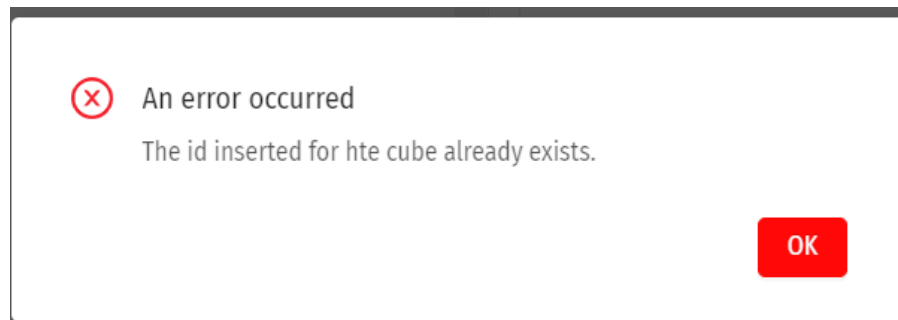 An error occurred
The id inserted for hte cube already exists.
OK